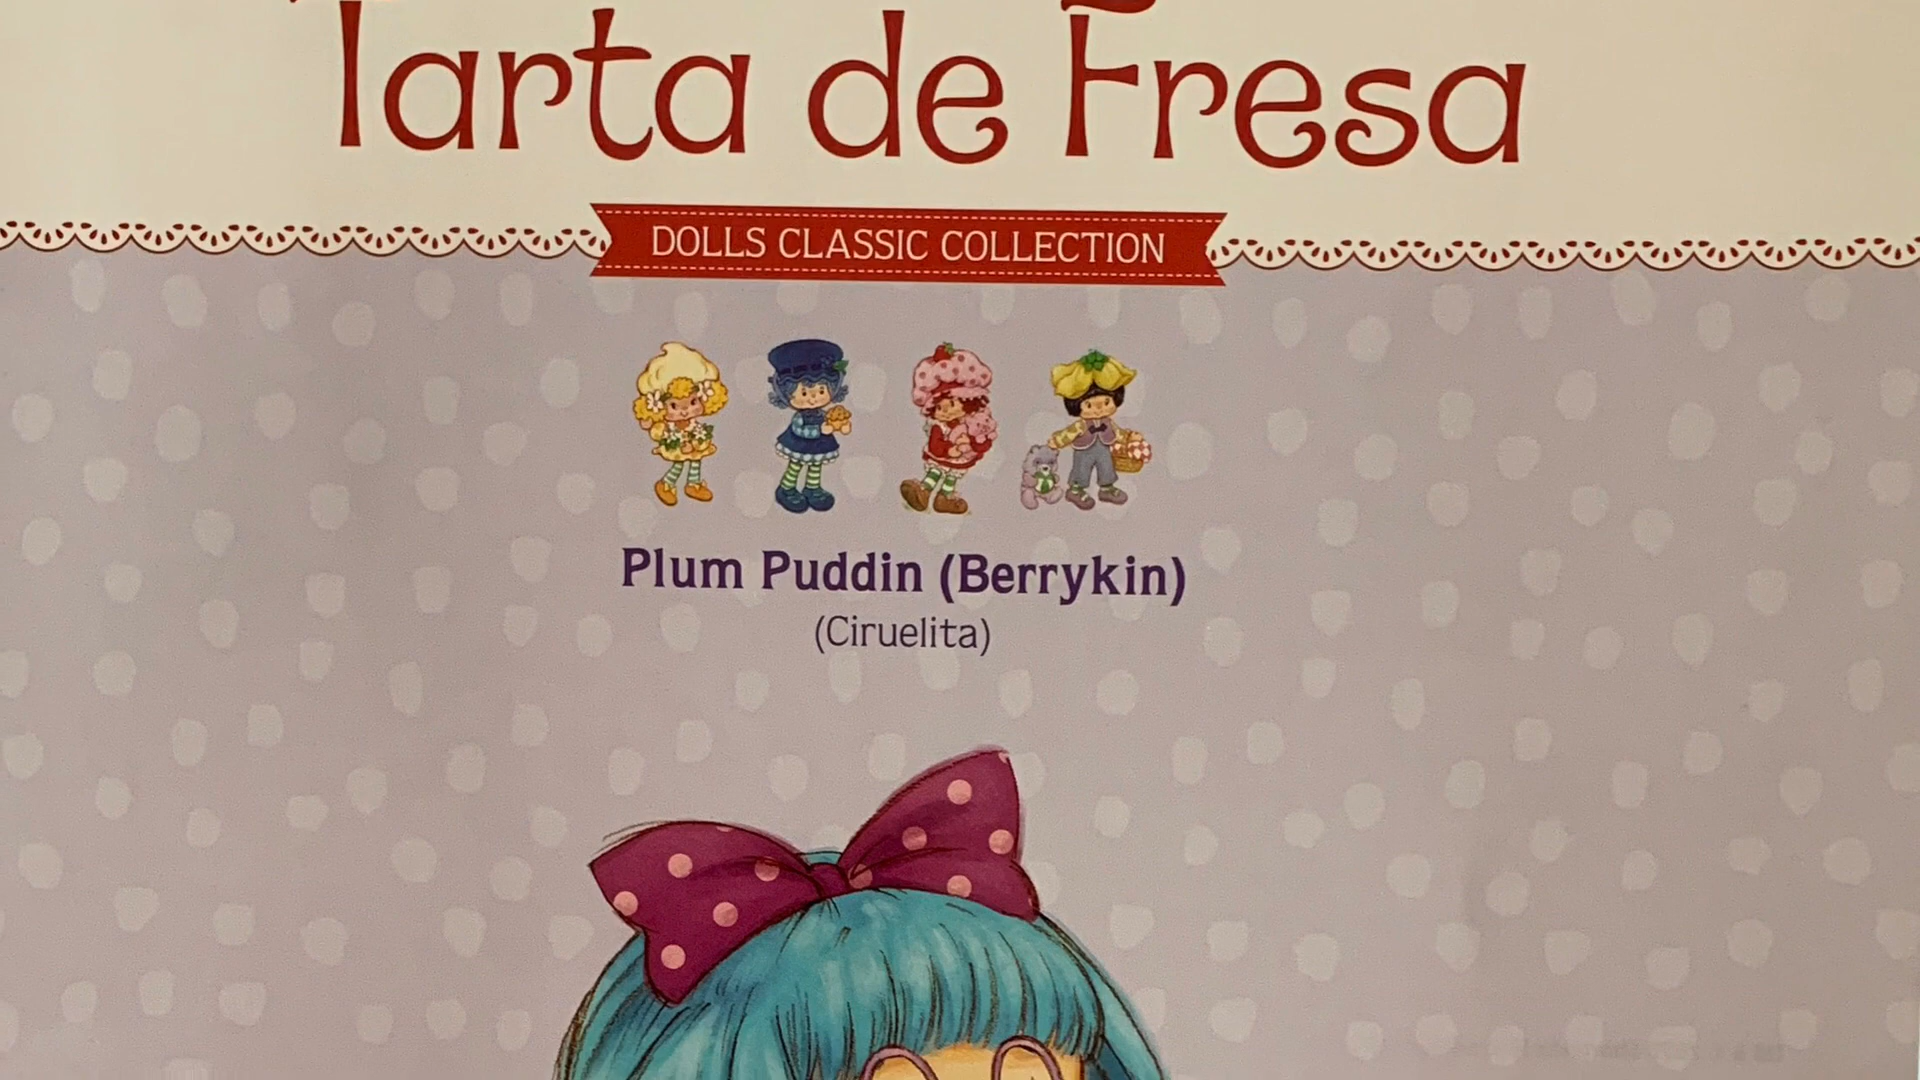 Tarta de Fresa
DOLLS CLASSIC COLLECTION
Plum Puddin (Berrykin)
(Ciruelita)